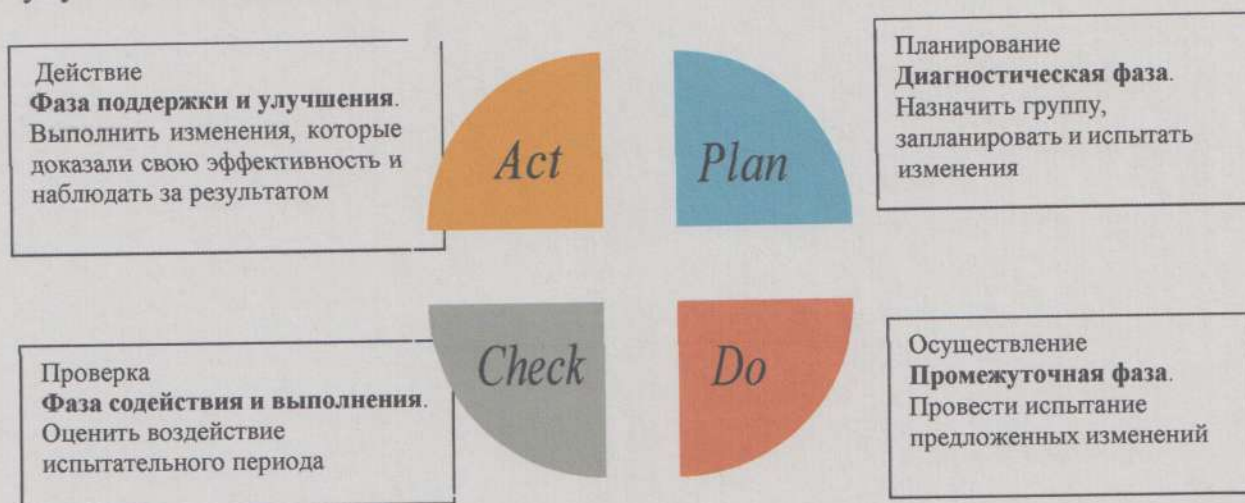 Действие
Фаза поддержки и улучшения.
Выполнить изменения, которые
доказали свою эффективность и
наблюдать за результатом
Act
Plan
Планирование
Диагностическая фаза.
Назначить группу,
запланировать и испытать
изменения
Проверка
Фаза содействия и выполнения.
Оценить воздействие
испытательного периода
Check
Do
Осуществление
Промежуточная фаза.
Провести испытание
предложенных изменений